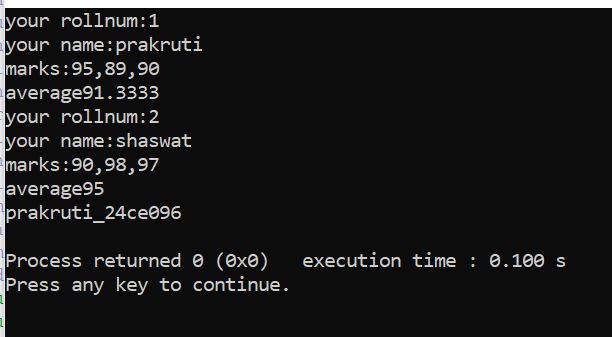 your rollnum:1
your name:prakruti
marks:95,89,90
average91.3333
your rollnum:2
your name:shaswat
marks:90,98,97
average95
prakruti_24ce096

Process returned 0 (0x0)   execution time : 0.100 s
Press any key to continue.